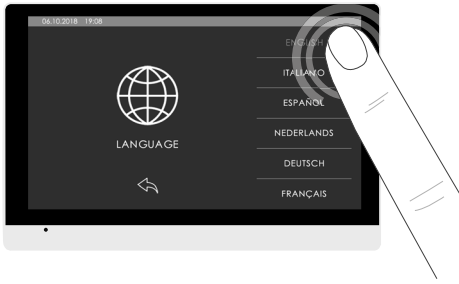 06.10.2018 19:08
ENGLISH
ITALIANO
ESPAÑOL
NEDERLANDS
LANGUAGE
DEUTSCH
FRANÇAIS